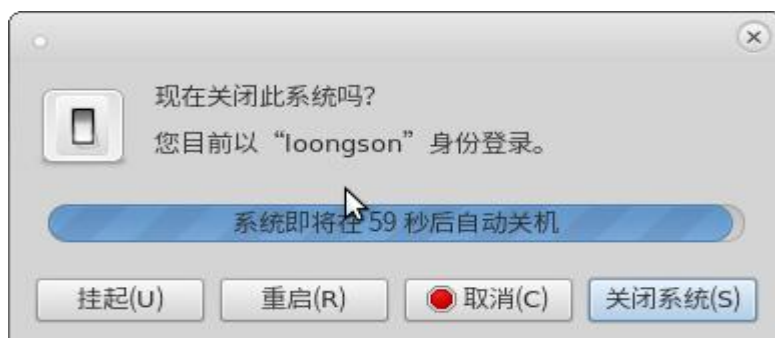 现在关闭此系统吗?
您目前以“loongson”身份登录。
系统即将在 59 秒后自动关机
挂起(U) 重启(R) 取消(C) 关闭系统(S)